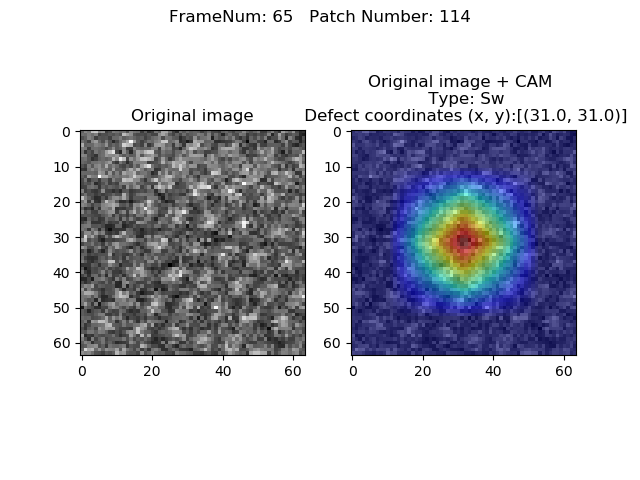 FrameNum: 65   Patch Number: 114
Original image
Original image + CAM
Type: Sw
Defect coordinates (x, y):[(31.0, 31.0)]
0
10
20
30
40
50
60
0 20 40 60
0
10
20
30
40
50
60
0 20 40 60